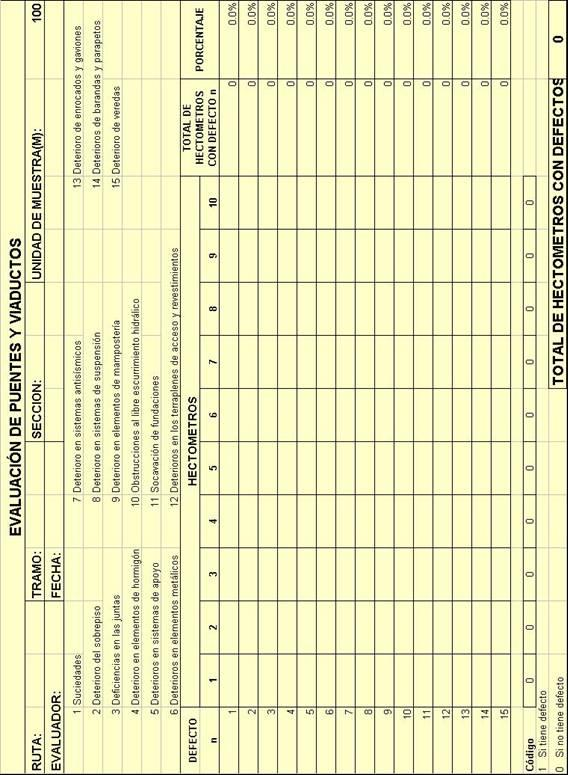 EVALUACIÓN DE PUENTES Y VIADUCTOS
RUTA: TRAMO: SECCION: UNIDAD DE MUESTRA(M): 100
EVALUADOR: FECHA:
1 Suciedades 7 Deterioro en sistemas antisísmicos 13 Deterioro de enrocados y gaviones
2 Deterioro del sobrepiso 8 Deterioro en sistemas de suspensión 14 Deterioros de barandas y parapetos
3 Deficiencias en las juntas 9 Deterioro en elementos de mampostería 15 Deterioro de veredas
4 Deterioro en elementos de hormigón 10 Obstrucciones al libre escurrimiento hidráulico
5 Deterioros en sistemas de apoyo 11 Socavación de fundaciones
6 Deterioros en elementos metálicos 12 Deterioros en los terraplenes de acceso y revestimientos
DEFECTO HECTOMETROS TOTAL DE HECTOMETROS CON DEFECTO n PORCENTAJE
n 1 2 3 4 5 6 7 8 9 10
1 0 0.0%
2 0 0.0%
3 0 0.0%
4 0 0.0%
5 0 0.0%
6 0 0.0%
7 0 0.0%
8 0 0.0%
9 0 0.0%
10 0 0.0%
11 0 0.0%
12 0 0.0%
13 0 0.0%
14 0 0.0%
15 0 0.0%
Código 0 0 0 0 0 0 0 0 0 0
1 Si tiene defecto
0 Si no tiene defecto TOTAL DE HECTOMETROS CON DEFECTOS 0